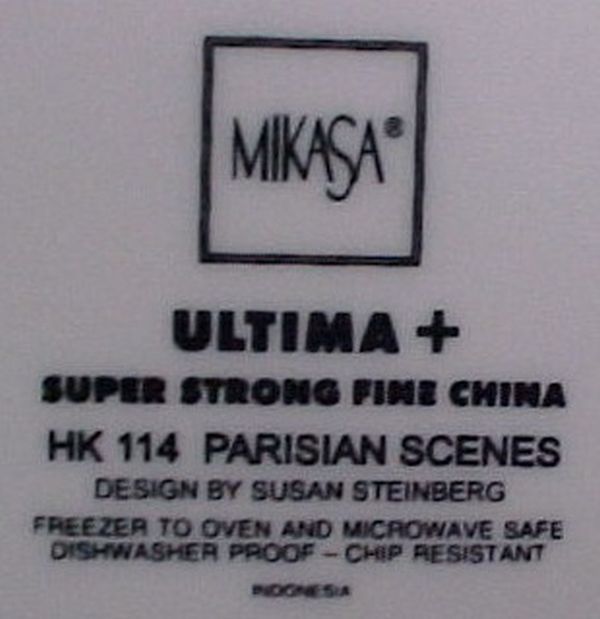 MIKASA®
ULTIMA +
SUPER STRONG FINE CHINA
HK 114 PARISIAN SCENES
DESIGN BY SUSAN STEINBERG
FREEZER TO OVEN AND MICROWAVE SAFE
DISHWASHER PROOF – CHIP RESISTANT
INDONESIA